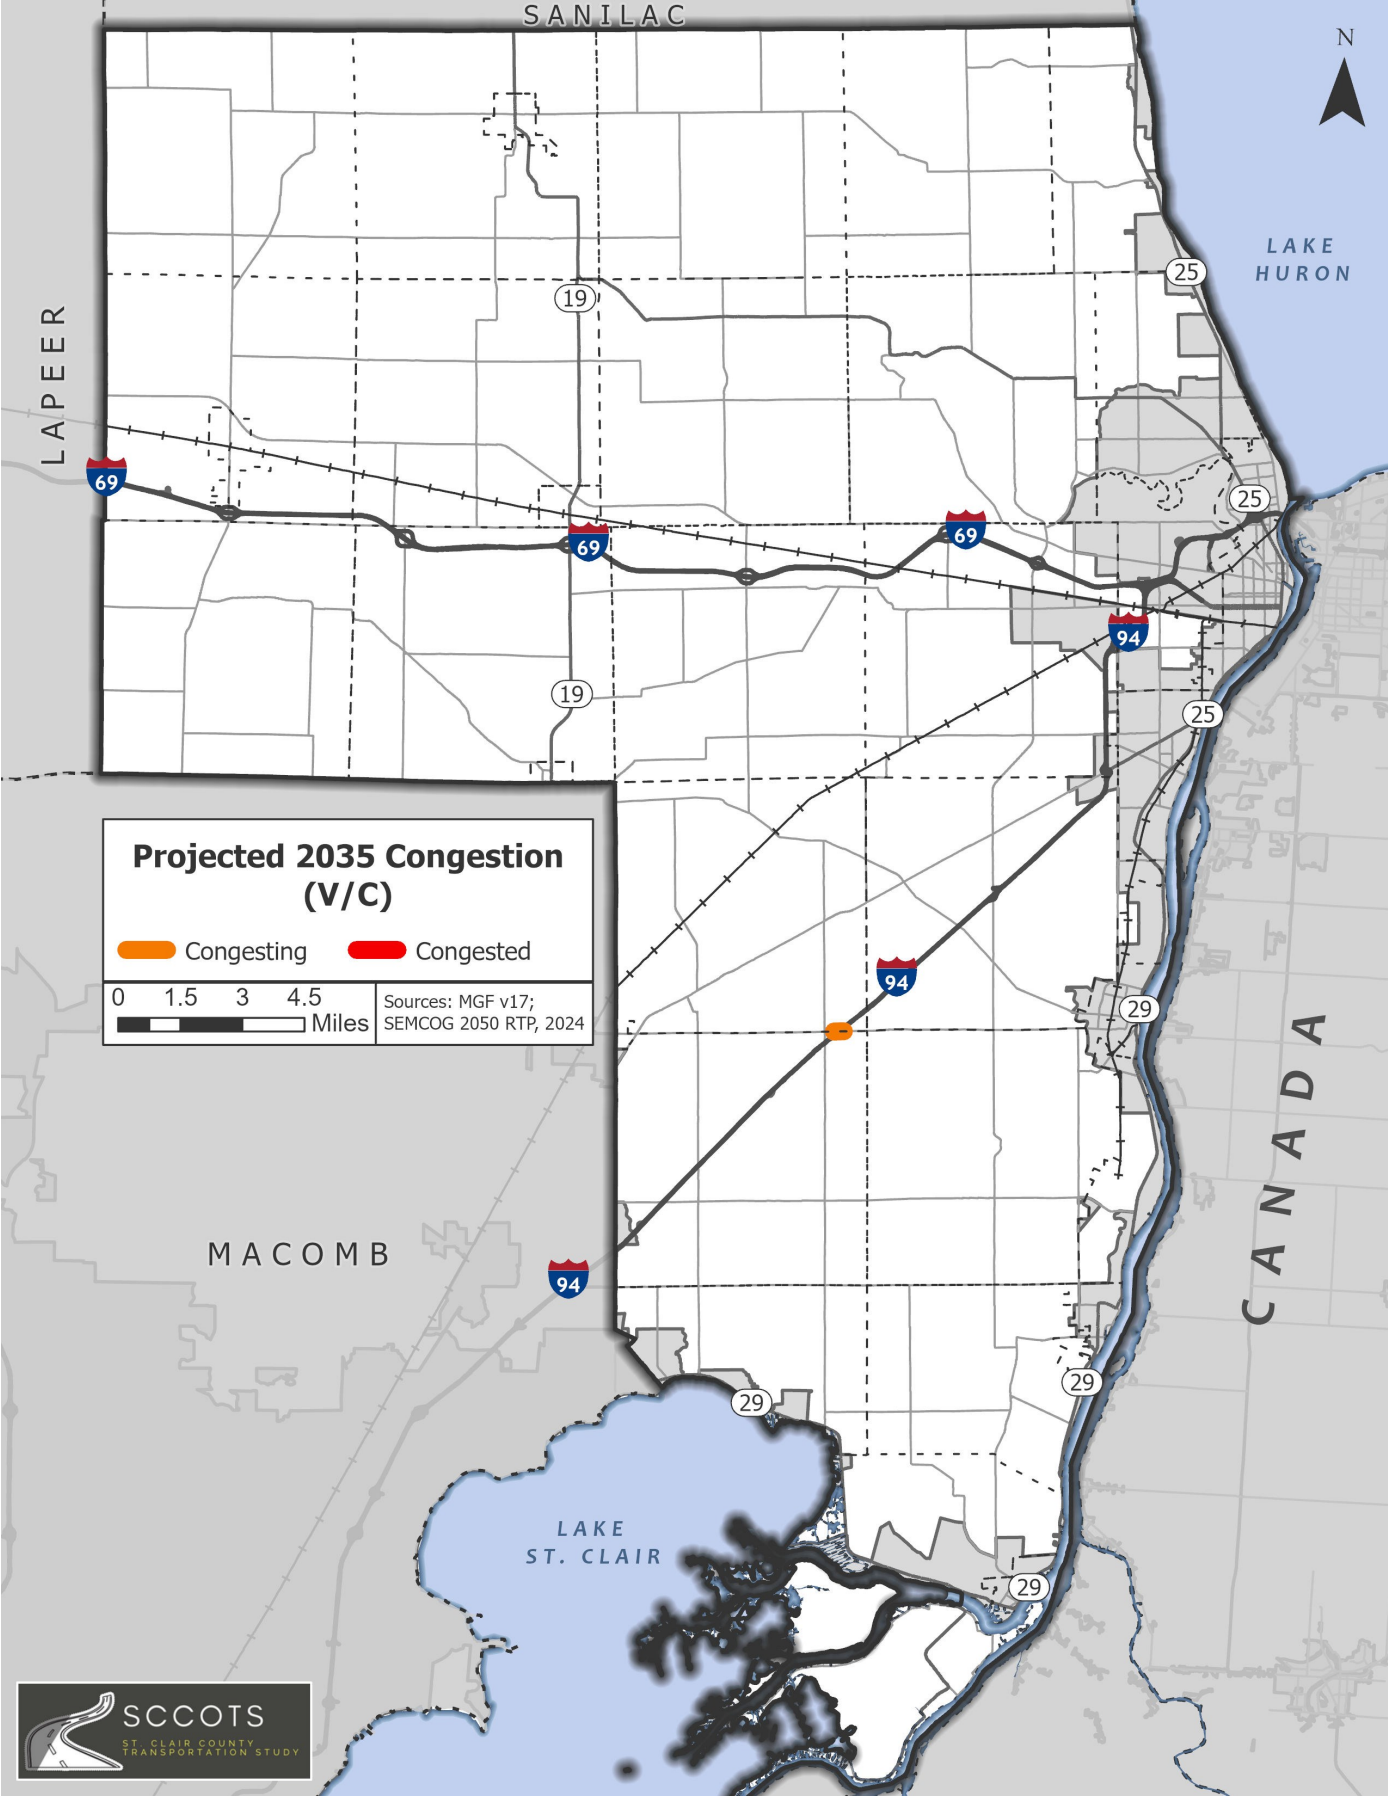 SANILAC
N
LAKE
HURON
25
19
LAPEER
69
25
69
69
94
19
25
Projected 2035 Congestion
(V/C)
Congesting
Congested
0 1.5 3 4.5
Miles
Sources: MGF v17;
SEMCOG 2050 RTP, 2024
94
29
CANADA
MACOMB
94
29
29
LAKE
ST. CLAIR
29
SCCOTS
ST. CLAIR COUNTY
TRANSPORTATION STUDY